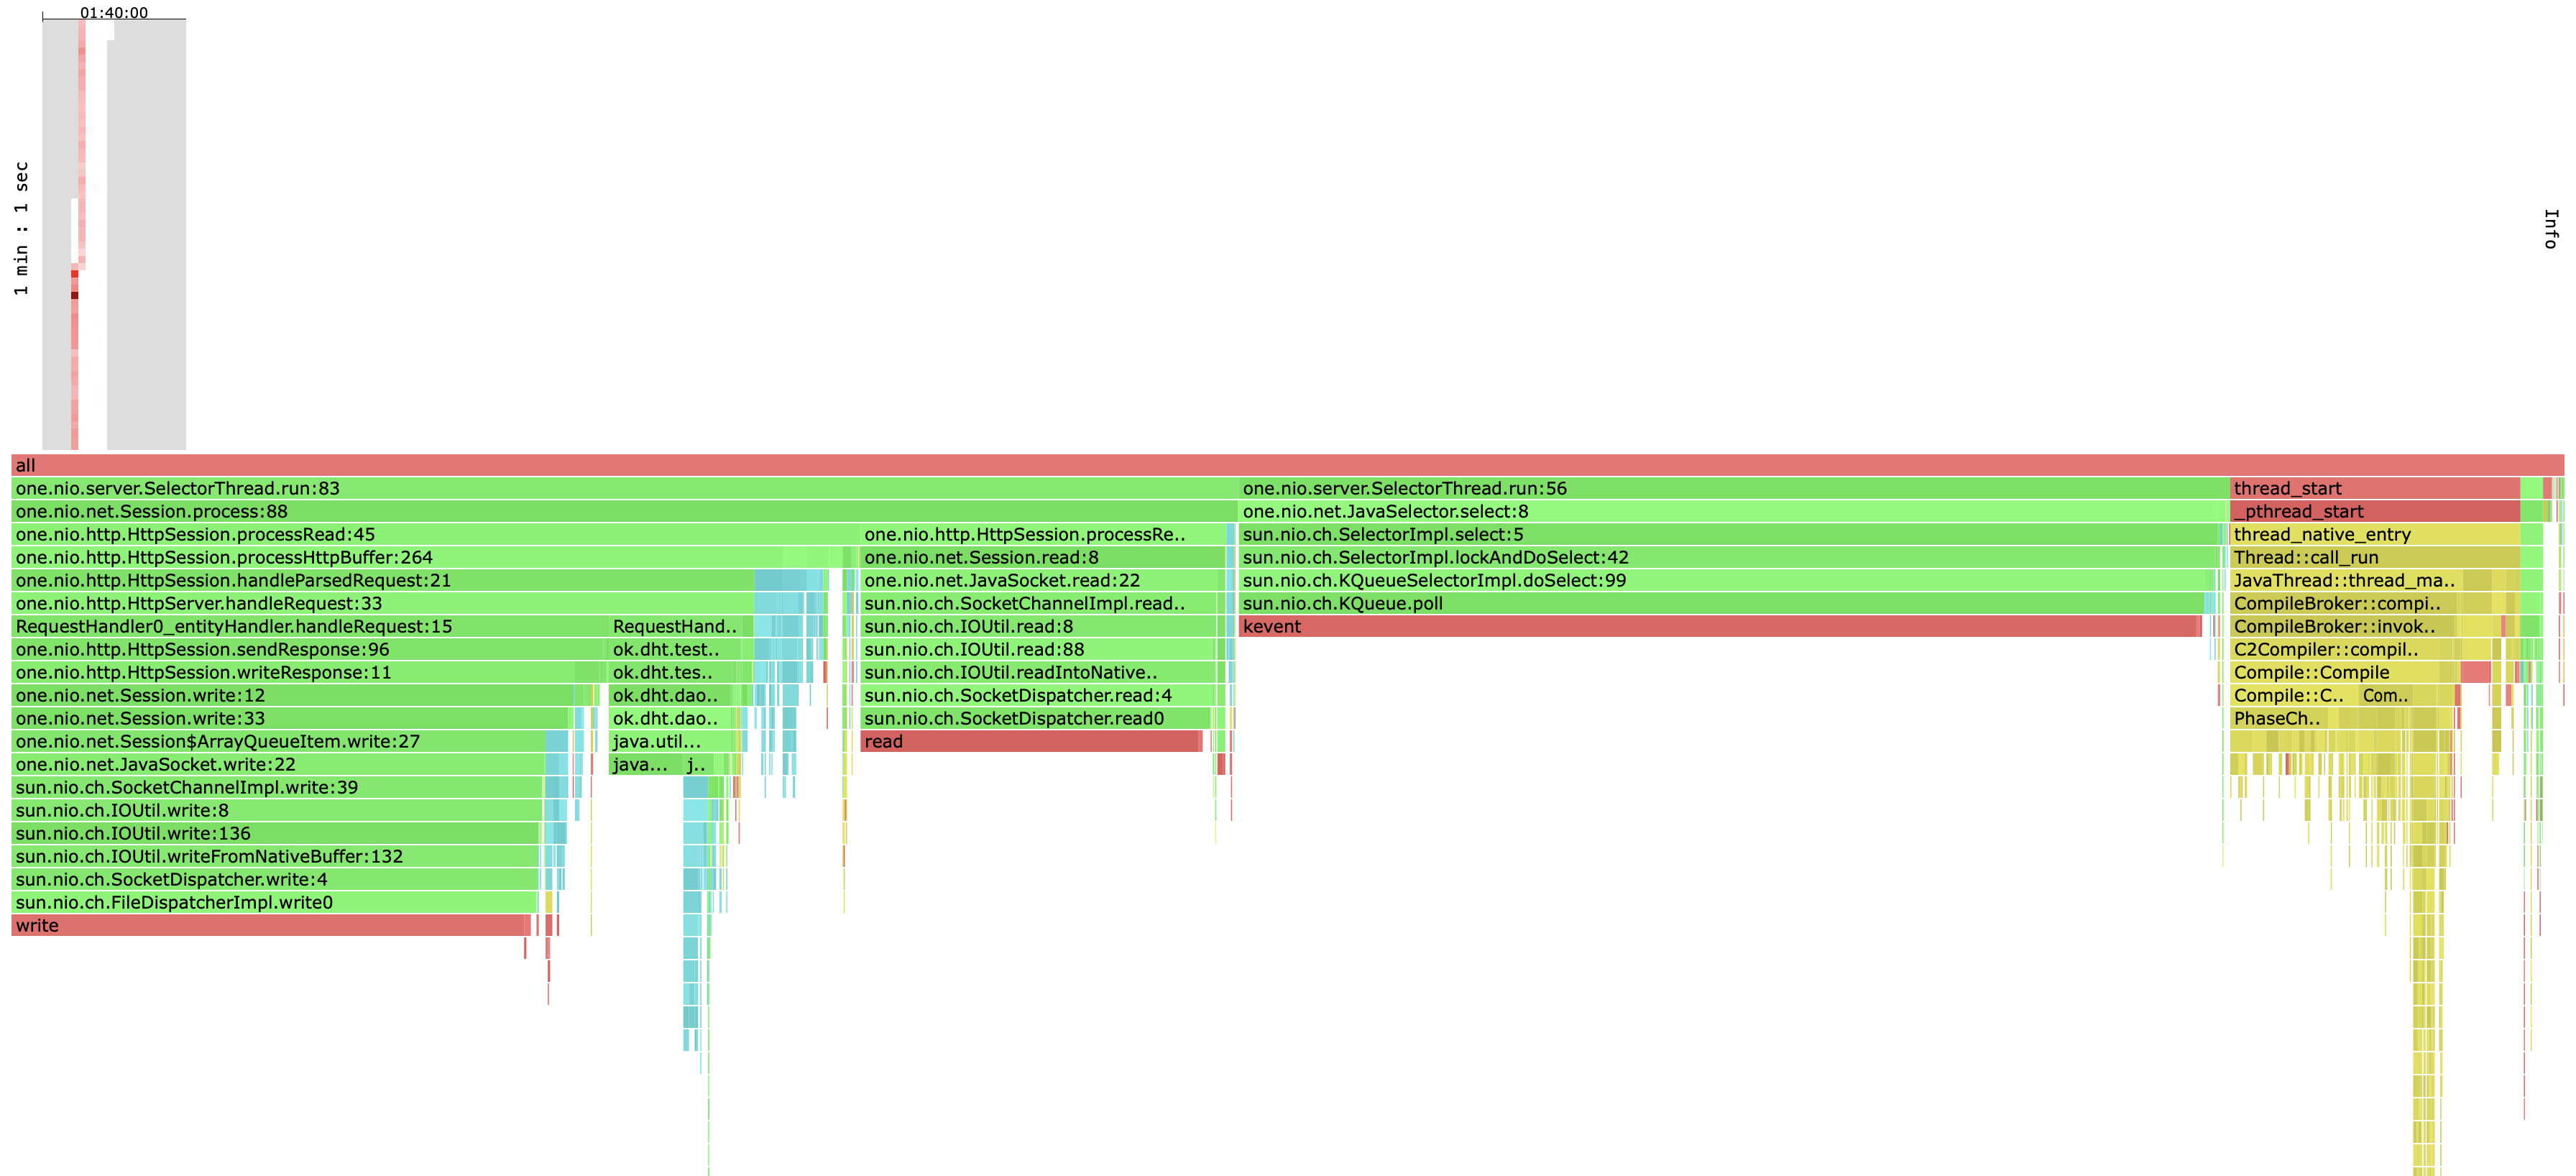 01:40:00
1 min : 1 sec
Info
all
one.nio.server.SelectorThread.run:83 one.nio.server.SelectorThread.run:56 thread_start
one.nio.net.Session.process:88 one.nio.net.JavaSelector.select:8 _pthread_start
one.nio.http.HttpSession.processRead:45 one.nio.http.HttpSession.processRe.. sun.nio.ch.SelectorImpl.select:5 thread_native_entry
one.nio.http.HttpSession.processHttpBuffer:264 one.nio.net.Session.read:8 sun.nio.ch.SelectorImpl.lockAndDoSelect:42 Thread::call_run
one.nio.http.HttpSession.handleParsedRequest:21 one.nio.net.JavaSocket.read:22 sun.nio.ch.KQueueSelectorImpl.doSelect:99 JavaThread::thread_ma..
one.nio.http.HttpServer.handleRequest:33 sun.nio.ch.SocketChannelImpl.read.. sun.nio.ch.KQueue.poll CompileBroker::compi..
RequestHandler0_entityHandler.handleRequest:15 RequestHand.. sun.nio.ch.IOUtil.read:8 kevent CompileBroker::invok..
one.nio.http.HttpSession.sendResponse:96 ok.dht.test.. sun.nio.ch.IOUtil.read:88 C2Compiler::compil..
one.nio.http.HttpSession.writeResponse:11 ok.dht.tes.. sun.nio.ch.IOUtil.readIntoNative.. Compile::Compile
one.nio.net.Session.write:12 ok.dht.dao.. sun.nio.ch.SocketDispatcher.read:4 Compile::C.. Com..
one.nio.net.Session.write:33 ok.dht.dao.. sun.nio.ch.SocketDispatcher.read0 PhaseCh..
one.nio.net.Session$ArrayQueueItem.write:27 java.util... read
one.nio.net.JavaSocket.write:22 java... j..
sun.nio.ch.SocketChannelImpl.write:39
sun.nio.ch.IOUtil.write:8
sun.nio.ch.IOUtil.write:136
sun.nio.ch.IOUtil.writeFromNativeBuffer:132
sun.nio.ch.SocketDispatcher.write:4
sun.nio.ch.FileDispatcherImpl.write0
write